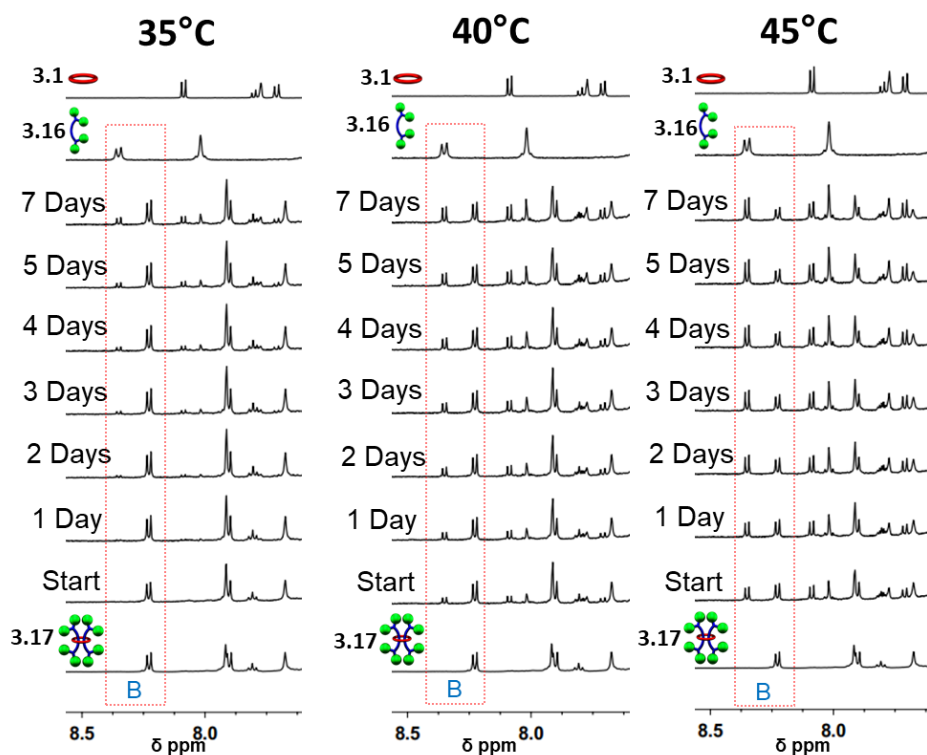 35°C
3.1
3.16
7 Days
5 Days
4 Days
3 Days
2 Days
1 Day
Start
3.17
B
8.5 8.0
δ ppm
40°C
3.1
3.16
7 Days
5 Days
4 Days
3 Days
2 Days
1 Day
Start
3.17
B
8.5 8.0
δ ppm
45°C
3.1
3.16
7 Days
5 Days
4 Days
3 Days
2 Days
1 Day
Start
3.17
B
8.5 8.0
δ ppm